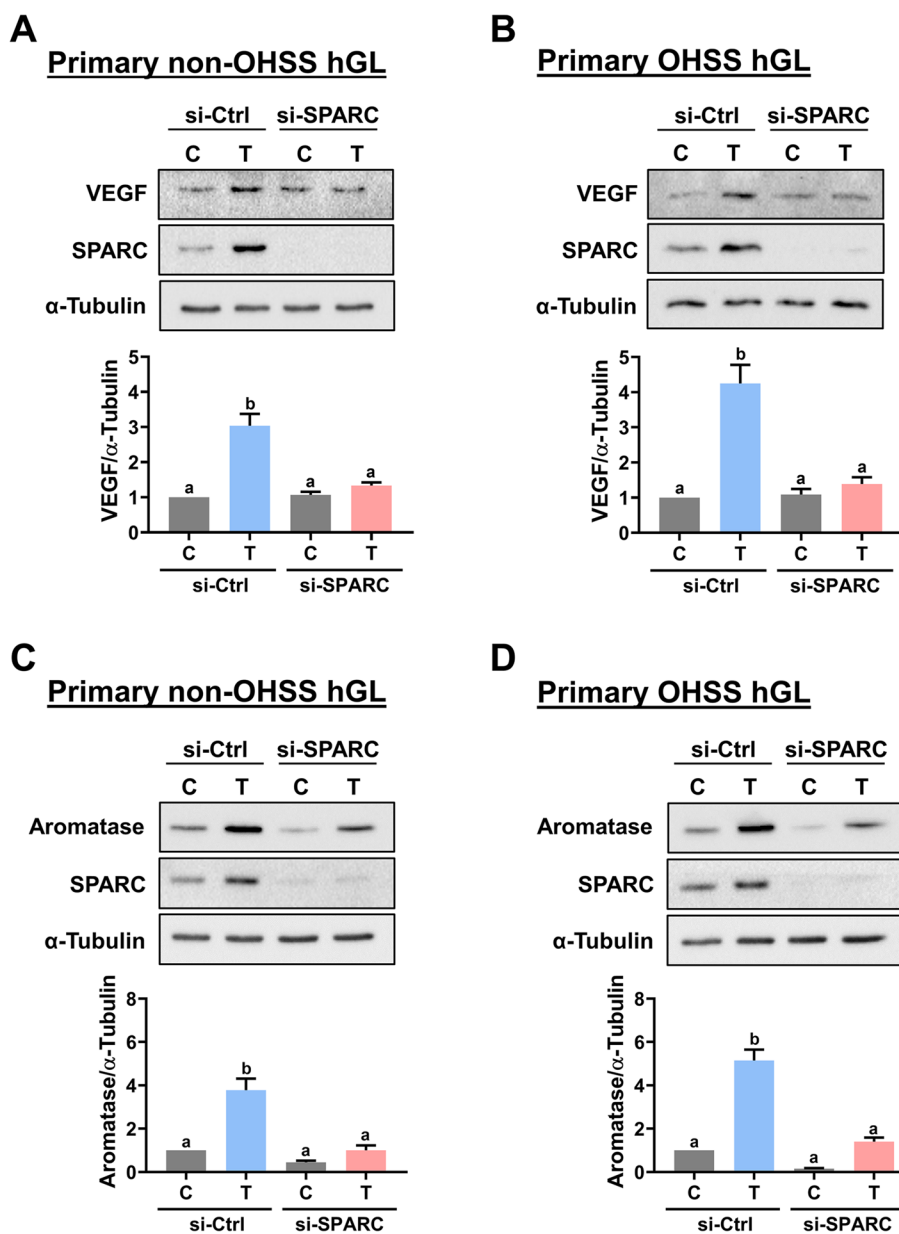 A
Primary non-OHSS hGL
si-Ctrl si-SPARC
C T C T
VEGF
SPARC
α-Tubulin
VEGF/α-Tubulin
5
4
3
2
1
0
a b a a
C T C T
si-Ctrl si-SPARC
B
Primary OHSS hGL
si-Ctrl si-SPARC
C T C T
VEGF
SPARC
α-Tubulin
VEGF/α-Tubulin
5
4
3
2
1
0
a b a a
C T C T
si-Ctrl si-SPARC
C
Primary non-OHSS hGL
si-Ctrl si-SPARC
C T C T
Aromatase
SPARC
α-Tubulin
Aromatase/α-Tubulin
8
6
4
2
0
a b a a
C T C T
si-Ctrl si-SPARC
D
Primary OHSS hGL
si-Ctrl si-SPARC
C T C T
Aromatase
SPARC
α-Tubulin
Aromatase/α-Tubulin
8
6
4
2
0
a b a a
C T C T
si-Ctrl si-SPARC